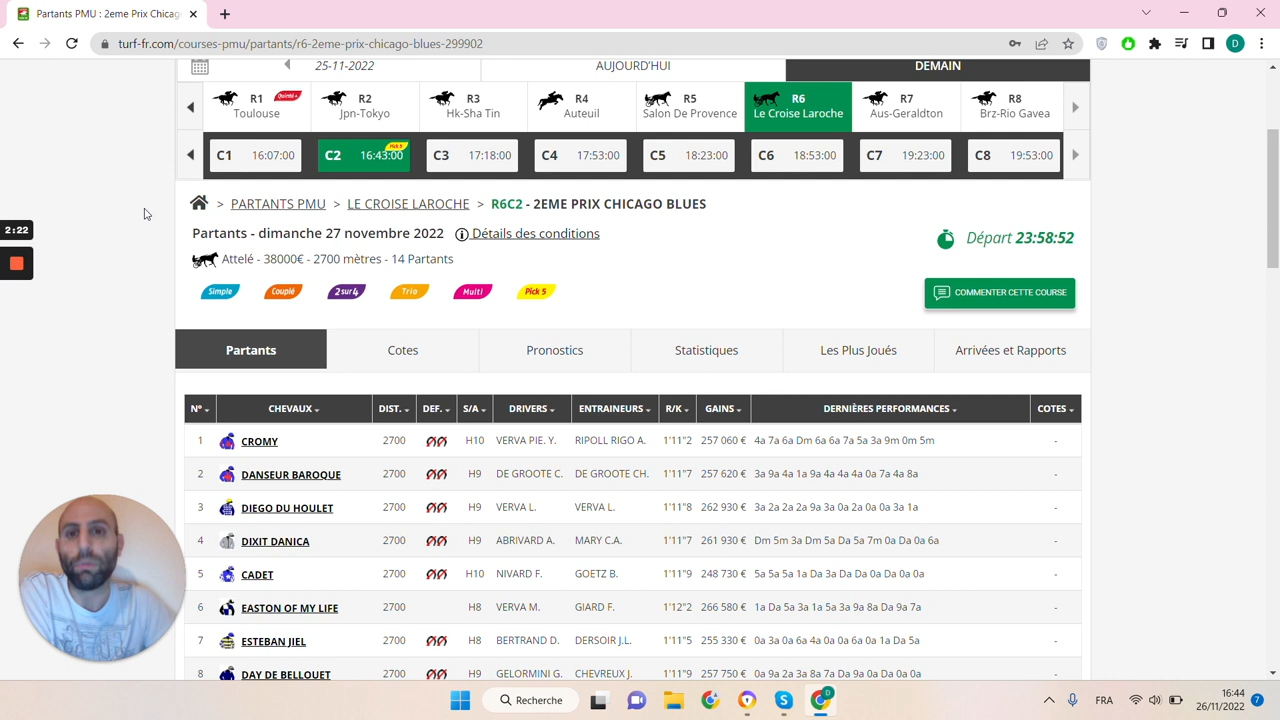 Partants PMU : 2eme Prix Chicag
turf-fr.com/courses-pmu/partants/r6-2eme-prix-chicago-blues-299902
D
25-11-2022 AUJOURD'HUI DEMAIN
R1 Quinté+ R2 R3 R4 R5 R6 R7 R8
Toulouse Jpn-Tokyo Hk-Sha Tin Auteuil Salon De Provence Le Croise Laroche Aus-Geraldton Brz-Rio Gavea
C1 16:07:00 C2 16:43:00 Pick 5 C3 17:18:00 C4 17:53:00 C5 18:23:00 C6 18:53:00 C7 19:23:00 C8 19:53:00
> PARTANTS PMU > LE CROISE LAROCHE > R6C2 - 2EME PRIX CHICAGO BLUES
2:22
Partants - dimanche 27 novembre 2022 Détails des conditions
Départ 23:58:52
Attelé - 38000€ - 2700 mètres - 14 Partants
Simple Couplé 2sur4 Trio Multi Pick 5
COMMENTER CETTE COURSE
Partants Cotes Pronostics Statistiques Les Plus Joués Arrivées et Rapports
N° CHEVAUX DIST. DEF. S/A DRIVERS ENTRAINEURS R/K GAINS DERNIÈRES PERFORMANCES COTES
1 CROMY 2700 H10 VERVA PIE. Y. RIPOLL RIGO A. 1'11"2 257 060 € 4a 7a 6a Dm 6a 6a 7a 5a 3a 9m 0m 5m -
2 DANSEUR BAROQUE 2700 H9 DE GROOTE C. DE GROOTE CH. 1'11"7 257 620 € 3a 9a 4a 1a 9a 4a 4a 4a 0a 7a 4a 8a -
3 DIEGO DU HOULET 2700 H9 VERVA L. VERVA L. 1'11"8 262 930 € 3a 2a 2a 2a 9a 3a 0a 2a 0a 0a 3a 1a -
4 DIXIT DANICA 2700 H9 ABRIVARD A. MARY C.A. 1'11"7 261 930 € Dm 5m 3a Dm 5a Da 5a 7m 0a Da 0a 6a -
5 CADET 2700 H10 NIVARD F. GOETZ B. 1'11"9 248 730 € 5a 5a 5a 1a Da 3a Da Da 0a Da 0a 0a -
6 EASTON OF MY LIFE 2700 H8 VERVA M. GIARD F. 1'12"2 266 580 € 1a Da 5a 3a 1a 5a 3a 9a 8a Da 9a 7a -
7 ESTEBAN JIEL 2700 H8 BERTRAND D. DERSOIR J.L. 1'11"5 255 330 € 0a 3a 0a 6a 4a 0a 0a 6a 0a 1a Da 5a -
8 DAY DE BELLOUET 2700 H9 GELORMINI G. CHEVREUX J. 1'11"9 257 750 € 0a 9a 2a 3a 8a 7a Da 9a 0a Da 0a 0a -
Recherche
D
FRA
16:44
26/11/2022
7